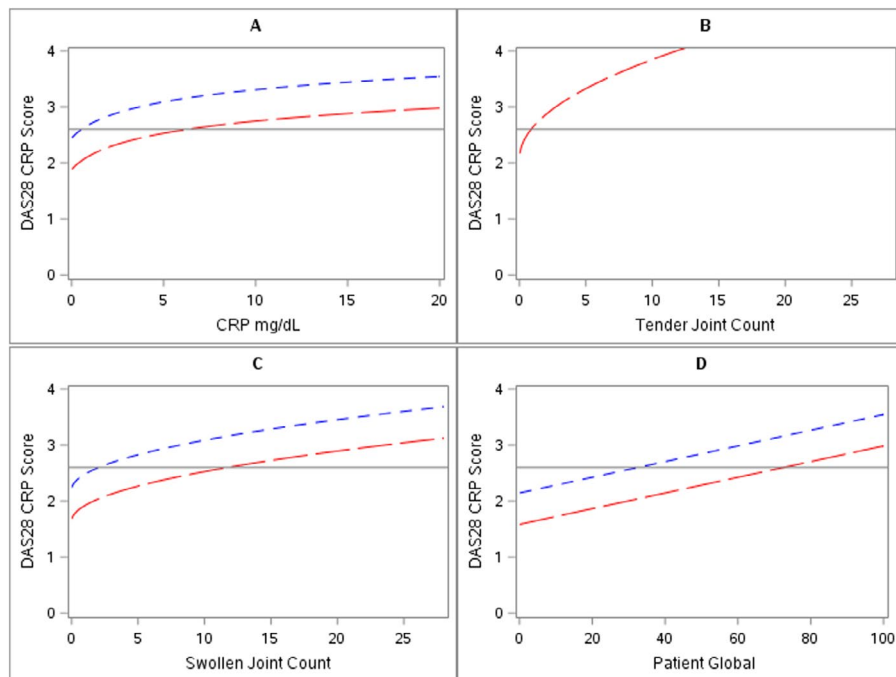 A
DAS28 CRP Score
4
3
2
1
0
0 5 10 15 20
CRP mg/dL
B
DAS28 CRP Score
4
3
2
1
0
0 5 10 15 20 25
Tender Joint Count
C
DAS28 CRP Score
4
3
2
1
0
0 5 10 15 20 25
Swollen Joint Count
D
DAS28 CRP Score
4
3
2
1
0
0 20 40 60 80 100
Patient Global